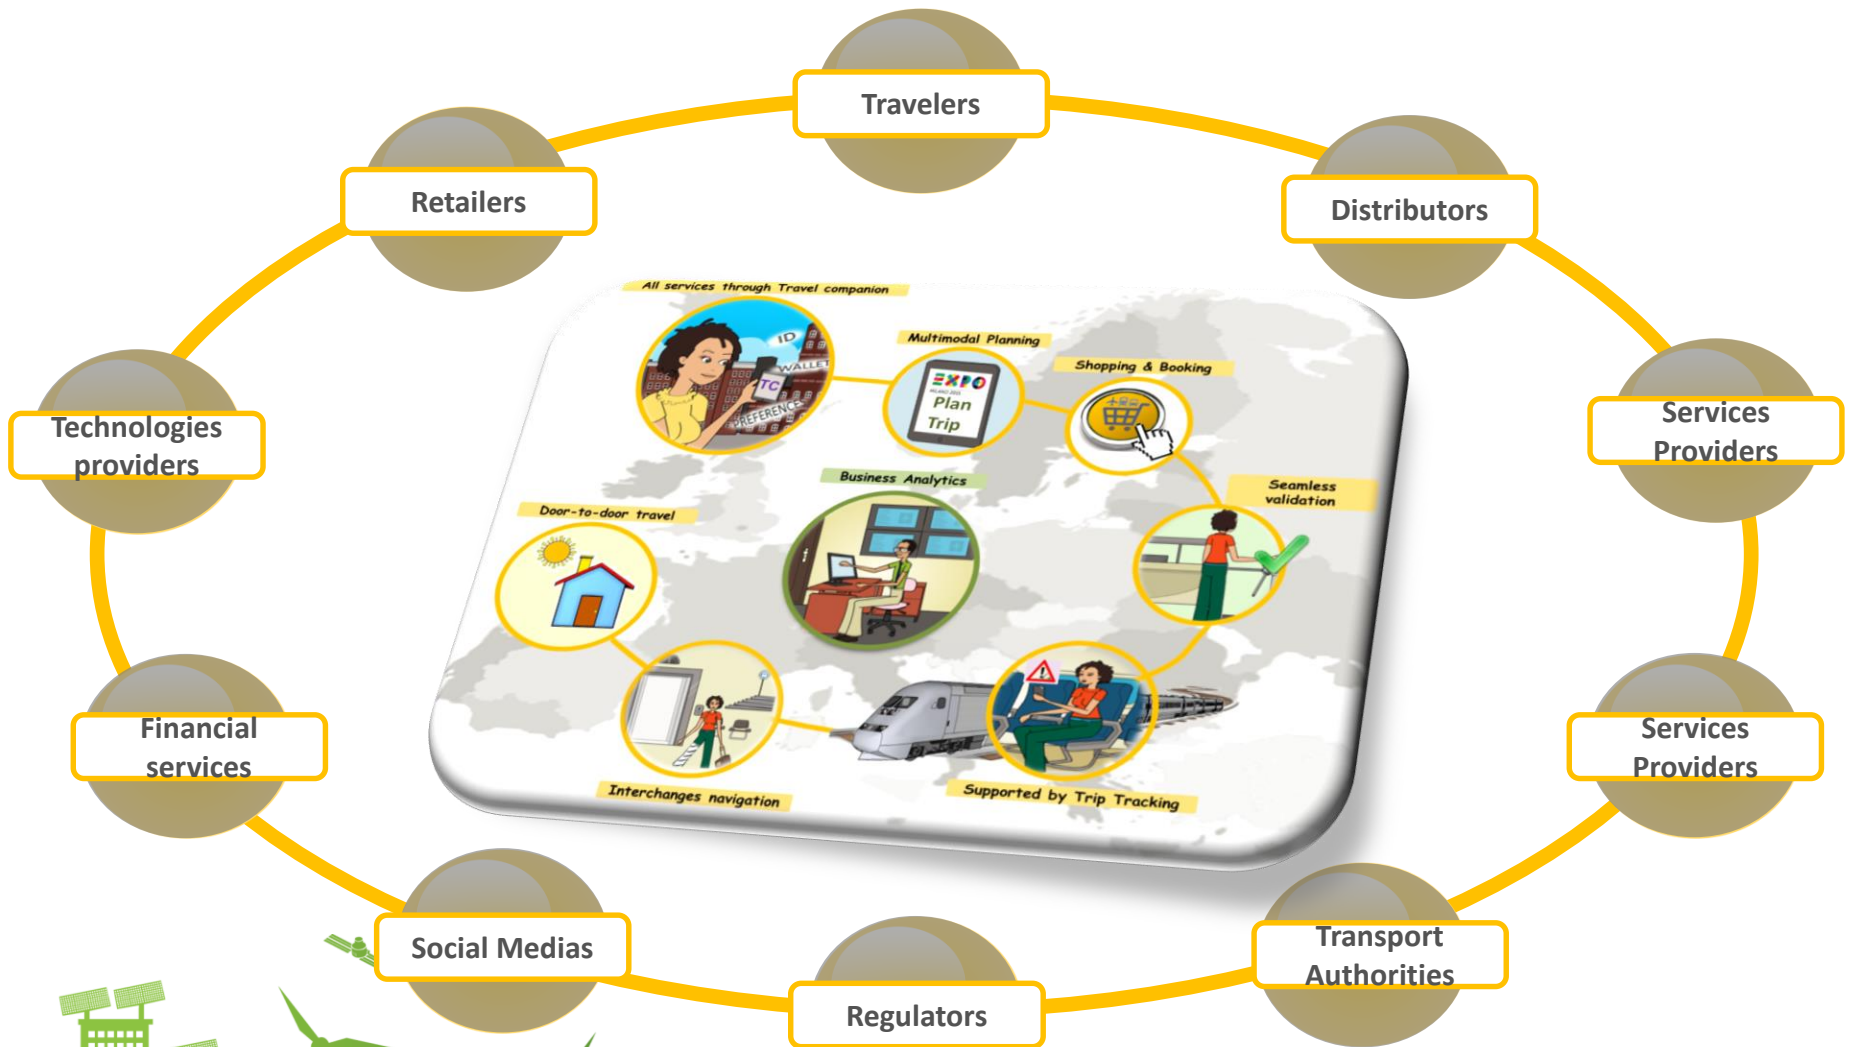 Travelers
Retailers
Distributors
All services through Travel companion
ID
WALLET
TC
PREFERENCE
Multimodal Planning
EXPO
Plan
Trip
Shopping & Booking
Technologies
providers
Services
Providers
Business Analytics
Seamless
validation
Door-to-door travel
Financial
services
Services
Providers
Interchanges navigation
Supported by Trip Tracking
Social Medias
Transport
Authorities
Regulators